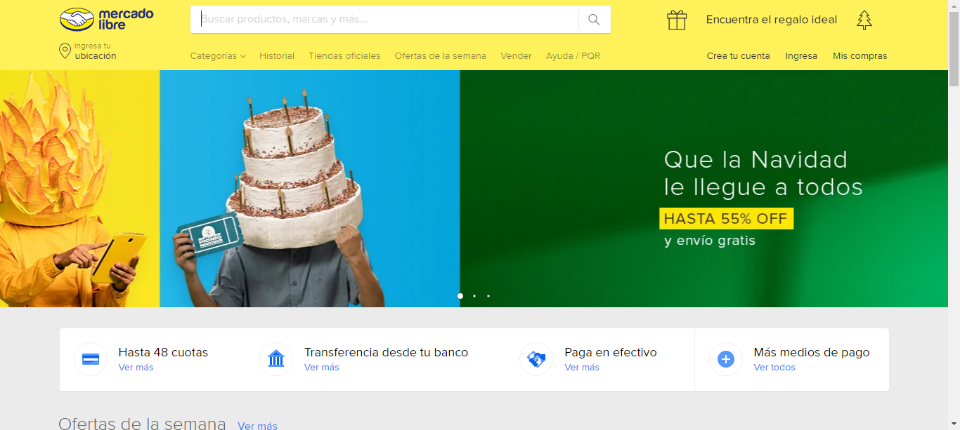 mercado
libre
Buscar productos, marcas y más...
Encuentra el regalo ideal
Ingresa tu
ubicación
Categorías
Historial
Tiendas oficiales
Ofertas de la semana
Vender
Ayuda / PQR
Crea tu cuenta
Ingresa
Mis compras
Que la Navidad
le llegue a todos
HASTA 55% OFF
y envío gratis
Hasta 48 cuotas
Ver más
Transferencia desde tu banco
Ver más
Paga en efectivo
Ver más
Más medios de pago
Ver todos
Ofertas de la semana
Ver más